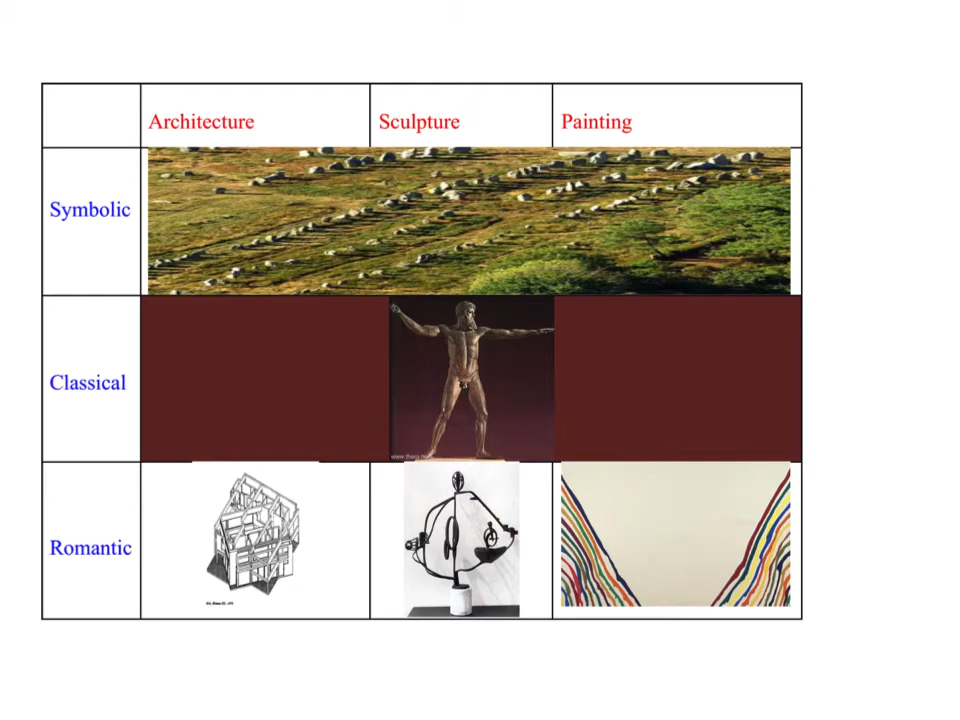 Architecture
Sculpture
Painting
Symbolic
Classical
Romantic